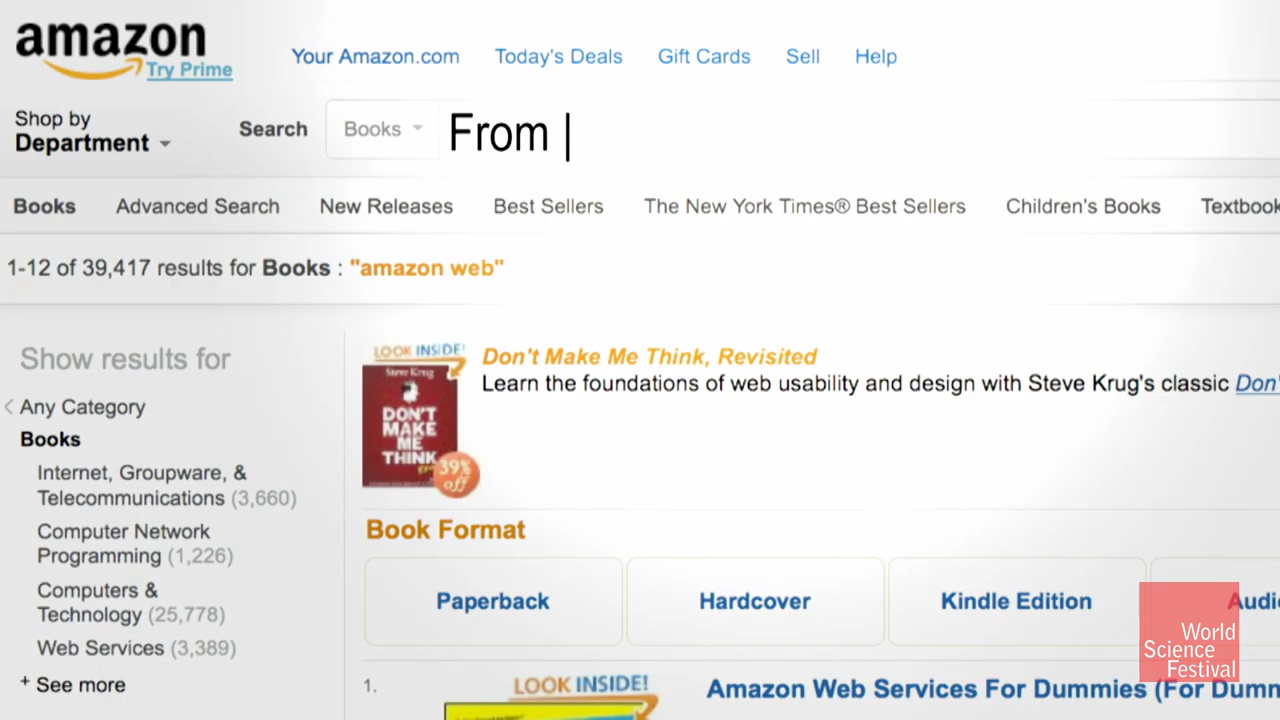 amazon
Try Prime
Your Amazon.com Today's Deals Gift Cards Sell Help
Shop by
Department
Search Books From |
Books Advanced Search New Releases Best Sellers The New York Times® Best Sellers Children's Books Textbook
1-12 of 39,417 results for Books : "amazon web"
Show results for
Any Category
Books
Internet, Groupware, &
Telecommunications (3,660)
Computer Network
Programming (1,226)
Computers &
Technology (25,778)
Web Services (3,389)
+ See more
LOOK INSIDE!
Steve Krug
DON'T
MAKE
ME
THINK
39%
off
Don't Make Me Think, Revisited
Learn the foundations of web usability and design with Steve Krug's classic Don'
Book Format
Paperback Hardcover Kindle Edition Audi
1.
LOOK INSIDE!
Amazon Web Services For Dummies (For Dumm
World
Science
Festival